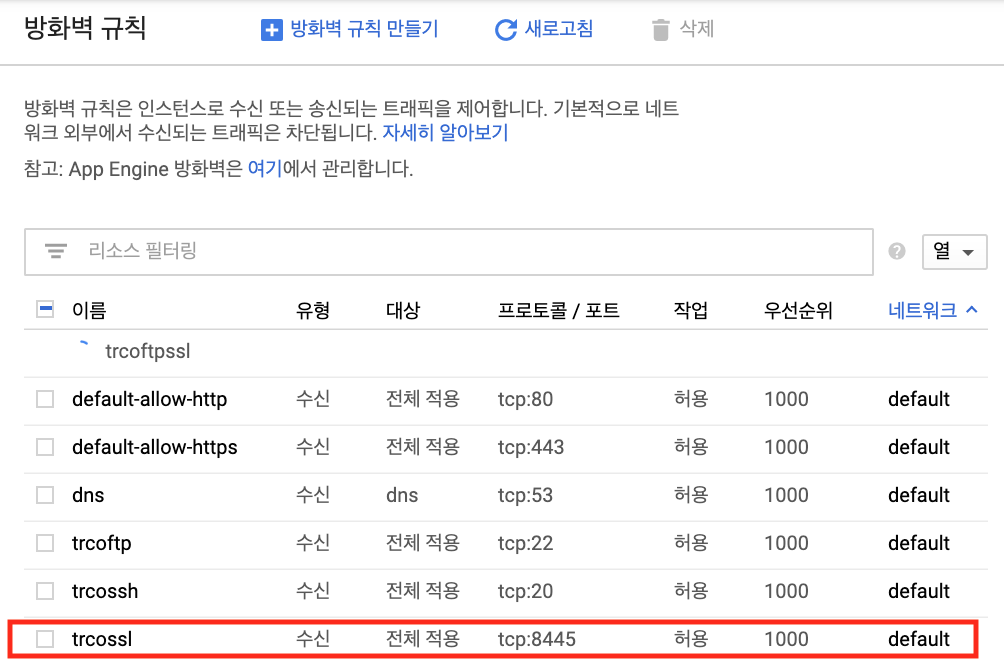 방화벽 규칙 방화벽 규칙 만들기 새로고침 삭제
방화벽 규칙은 인스턴스로 수신 또는 송신되는 트래픽을 제어합니다. 기본적으로 네트
워크 외부에서 수신되는 트래픽은 차단됩니다. 자세히 알아보기
참고: App Engine 방화벽은 여기에서 관리합니다.
리소스 필터링 ? 열
이름 유형 대상 프로토콜 / 포트 작업 우선순위 네트워크
trcoftpssl
default-allow-http 수신 전체 적용 tcp:80 허용 1000 default
default-allow-https 수신 전체 적용 tcp:443 허용 1000 default
dns 수신 dns tcp:53 허용 1000 default
trcoftp 수신 전체 적용 tcp:22 허용 1000 default
trcossh 수신 전체 적용 tcp:20 허용 1000 default
trcossl 수신 전체 적용 tcp:8445 허용 1000 default